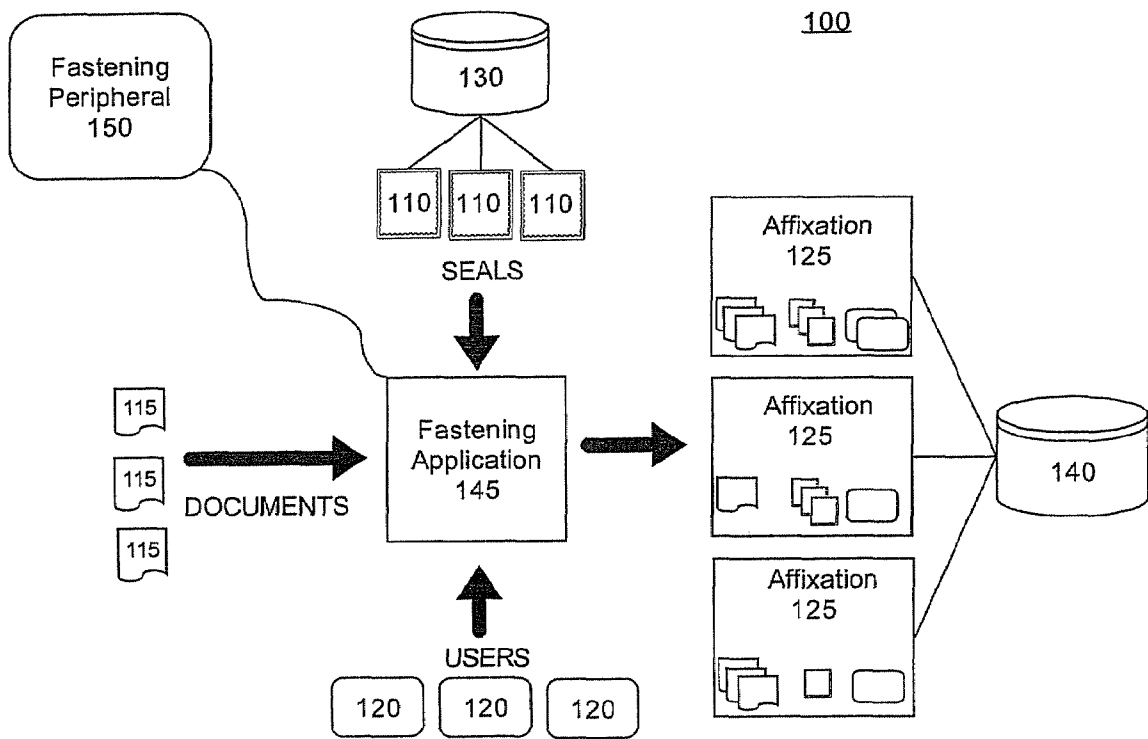 100
Fastening
Peripheral
150
130
110 110 110
SEALS
Affixation
125
115
115
115
DOCUMENTS
Fastening
Application
145
Affixation
125
140
Affixation
125
USERS
120 120 120